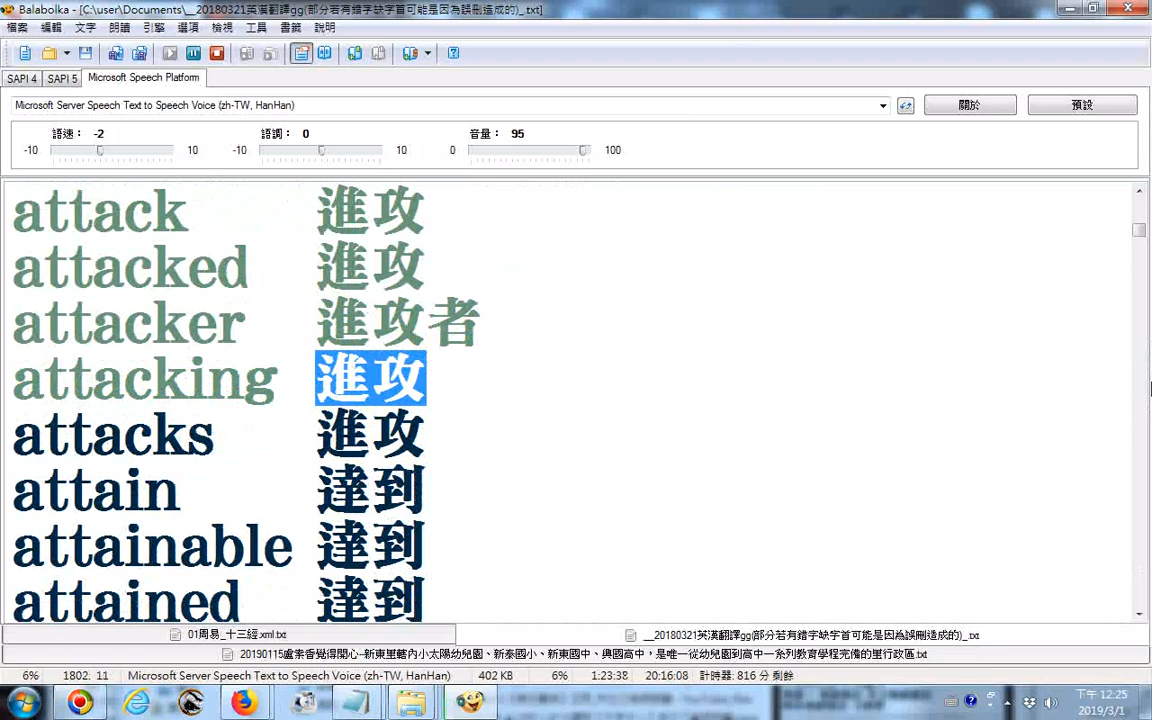 Balabolka - [C:\user\Documents\__20180321英漢翻譯gg(部分若有錯字缺字首可能是因為誤刪造成的)_.txt]
檔案 編輯 文字 朗讀 引擎 選項 檢視 工具 書籤 說明
SAPI 4 SAPI 5 Microsoft Speech Platform
Microsoft Server Speech Text to Speech Voice (zh-TW, HanHan) 關於 預設
語速： -2 語調： 0 音量： 95
-10 10 -10 10 0 100
attack 進攻
attacked 進攻
attacker 進攻者
attacking 進攻
attacks 進攻
attain 達到
attainable 達到
attained 達到
01周易_十三經.xml.txt __20180321英漢翻譯gg(部分若有錯字缺字首可能是因為誤刪造成的)_.txt
20190115盧素香覺得開心~新東里轄內小太陽幼兒園、新泰國小、新東國中、興國高中，是唯一從幼兒園到高中一系列教育學程完備的里行政區.txt
6% 1802: 11 Microsoft Server Speech Text to Speech Voice (zh-TW, HanHan) 402 KB 6% 1:23:38 20:16:08 計時器: 816 分 剩餘
下午 12:25
2019/3/1